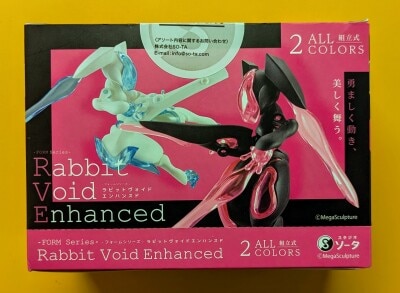 〈アソート内容に関するお問い合わせ〉
株式会社SO-TA
E-mail:info@so-ta.com
2 ALL 組立式
COLORS
勇ましく動き、
美しく舞う。
-FORM Series-
Rabbit
Void
ラビットヴォイド
エンハンスド
Enhanced
©MegaSculpture
-FORM Series- -フォームシリーズ- ラビットヴォイドエンハンスド
Rabbit Void Enhanced
2 ALL 組立式
COLORS
スタジオ
ソータ
©MegaSculpture